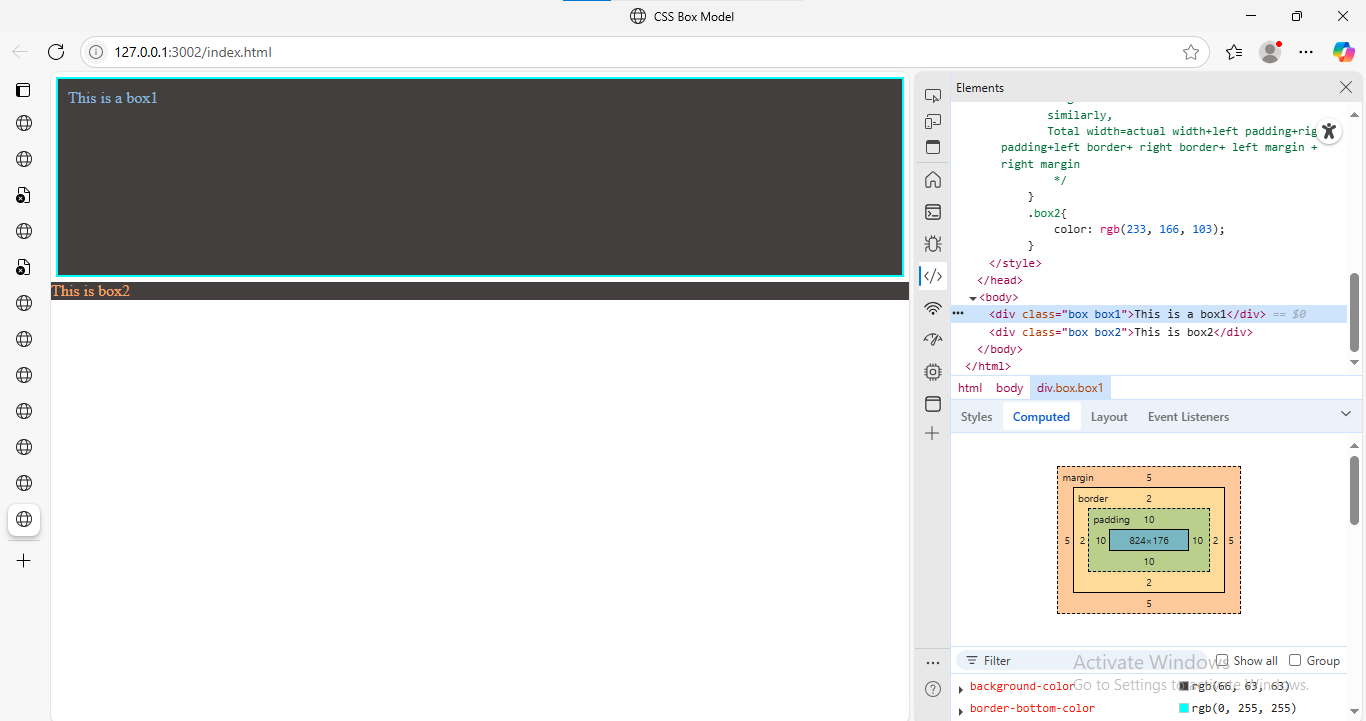 CSS Box Model
127.0.0.1:3002/index.html
This is a box1
This is box2
Elements
similarly,
Total width=actual width+left padding+rig
padding+left border+ right border+ left margin +
right margin
*/
}
.box2{
color: rgb(233, 166, 103);
}
</style>
</head>
<body>
<div class="box box1">This is a box1</div> == $0
<div class="box box2">This is box2</div>
</body>
</html>
html body div.box.box1
Styles Computed Layout Event Listeners
margin 5
border 2
padding 10
5 2 10 824×176 10 2 5
10
2
5
Filter Show all Group
Activate Windows
Go to Settings to activate Windows.
background-color rgb(66, 63, 63)
border-bottom-color rgb(0, 255, 255)